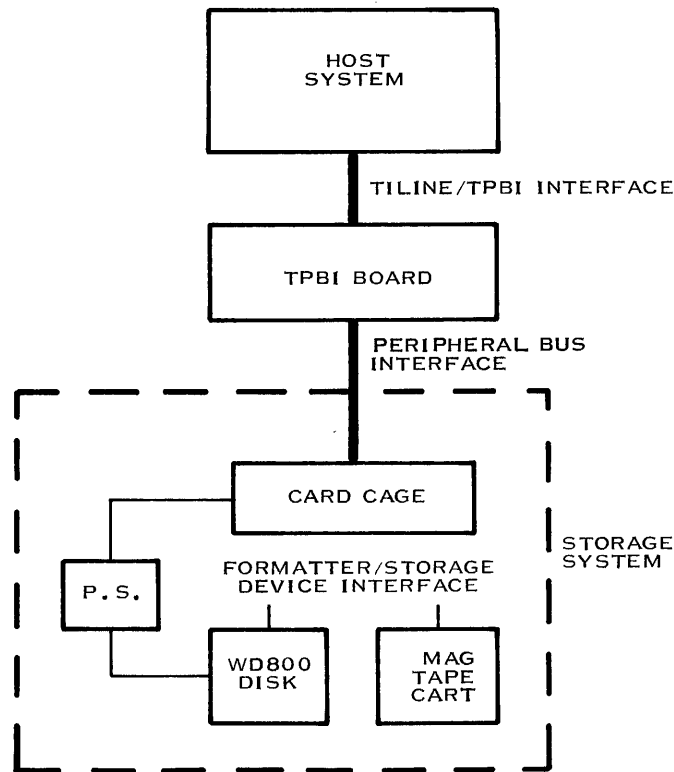 HOST
SYSTEM
TILINE/TPBI INTERFACE
TPBI BOARD
PERIPHERAL BUS
INTERFACE
CARD CAGE
STORAGE
SYSTEM
FORMATTER/STORAGE
DEVICE INTERFACE
P.S.
WD800
DISK
MAG
TAPE
CART